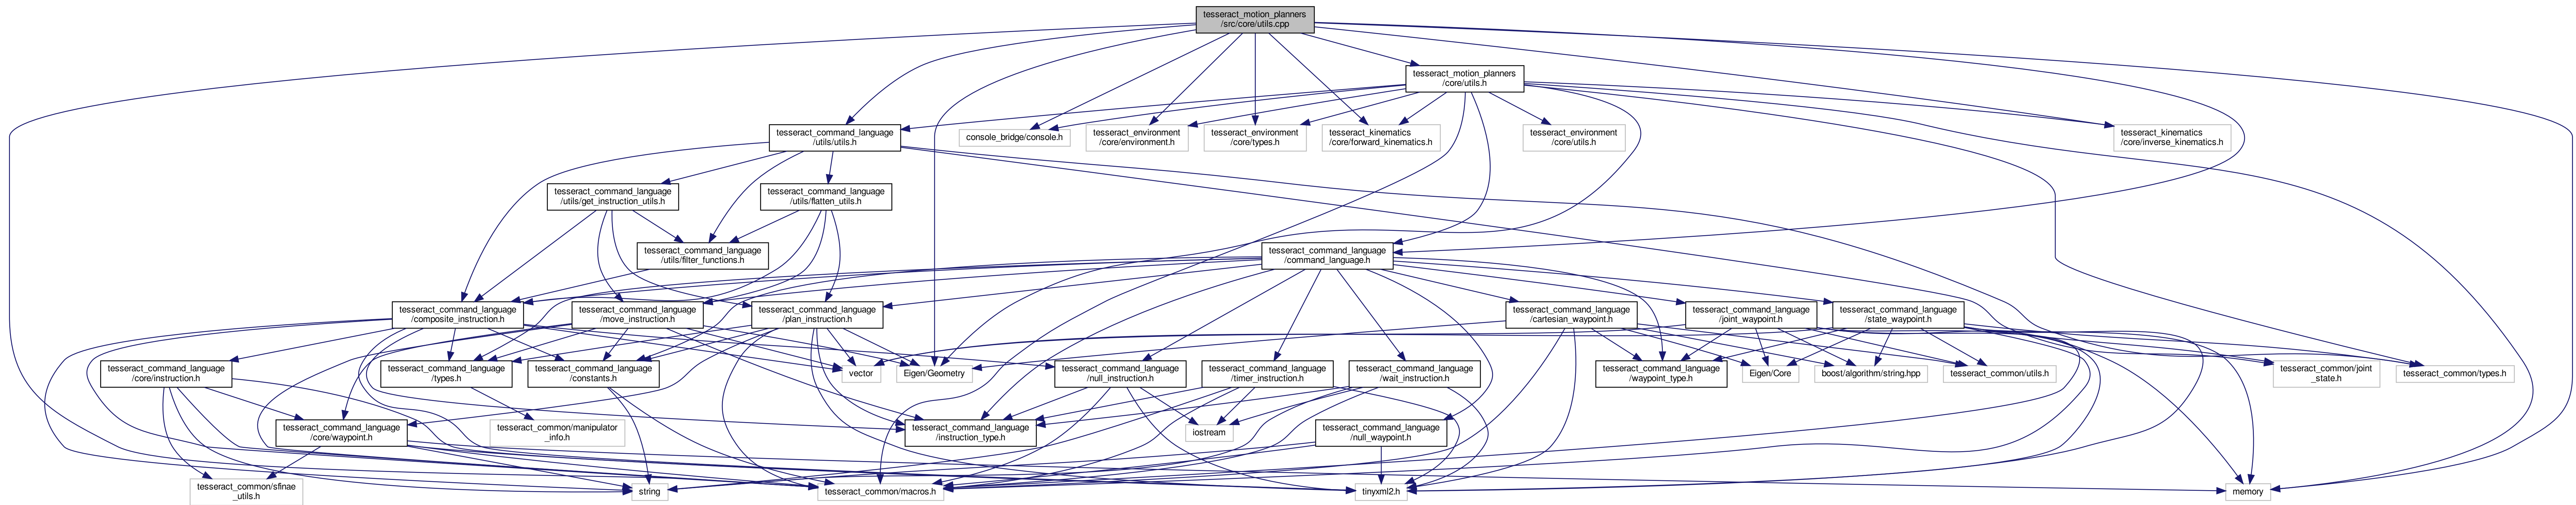 tesseract_motion_planners
/src/core/utils.cpp
tesseract_motion_planners
/core/utils.h
tesseract_command_language
/utils/utils.h
console_bridge/console.h
tesseract_environment
/core/environment.h
tesseract_environment
/core/types.h
tesseract_kinematics
/core/forward_kinematics.h
tesseract_environment
/core/utils.h
tesseract_kinematics
/core/inverse_kinematics.h
tesseract_command_language
/utils/get_instruction_utils.h
tesseract_command_language
/utils/flatten_utils.h
tesseract_command_language
/utils/filter_functions.h
tesseract_command_language
/command_language.h
tesseract_command_language
/composite_instruction.h
tesseract_command_language
/move_instruction.h
tesseract_command_language
/plan_instruction.h
tesseract_command_language
/cartesian_waypoint.h
tesseract_command_language
/joint_waypoint.h
tesseract_command_language
/state_waypoint.h
tesseract_command_language
/core/instruction.h
tesseract_command_language
/types.h
tesseract_command_language
/constants.h
vector
Eigen/Geometry
tesseract_command_language
/null_instruction.h
tesseract_command_language
/timer_instruction.h
tesseract_command_language
/wait_instruction.h
tesseract_command_language
/waypoint_type.h
Eigen/Core
boost/algorithm/string.hpp
tesseract_common/utils.h
tesseract_common/joint
_state.h
tesseract_common/types.h
tesseract_command_language
/core/waypoint.h
tesseract_common/manipulator
_info.h
tesseract_command_language
/instruction_type.h
iostream
tesseract_command_language
/null_waypoint.h
tesseract_common/sfinae
_utils.h
string
tesseract_common/macros.h
tinyxml2.h
memory